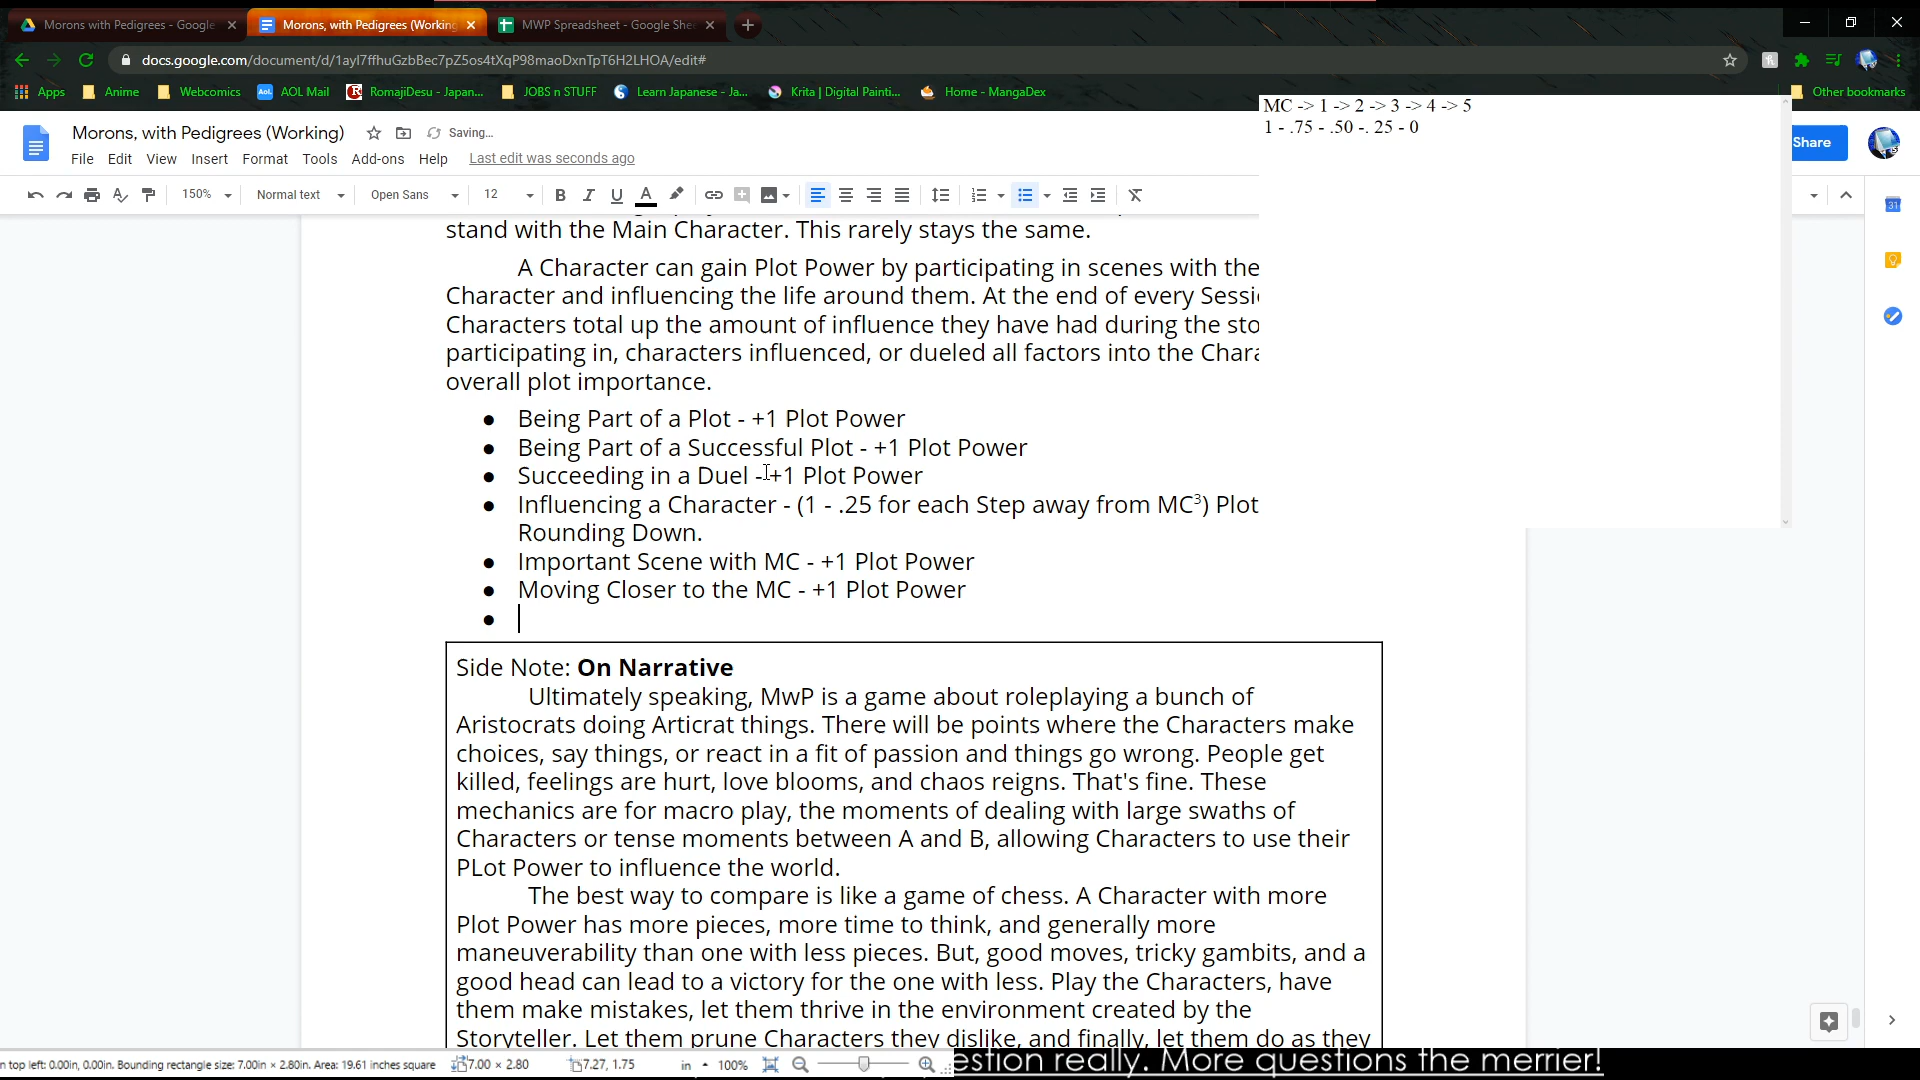 Morons with Pedigrees - Google
Morons, with Pedigrees (Working
MWP Spreadsheet - Google She
docs.google.com/document/d/1ayl7ffhuGzbBec7pZ5os4tXqP98maoDxnTpT6H2LHOA/edit#
Apps Anime Webcomics AOL Mail RomajiDesu - Japan... JOBS n STUFF Learn Japanese - Ja... Krita | Digital Painti... Home - MangaDex Other bookmarks
MC -> 1 -> 2 -> 3 -> 4 -> 5
1 - .75 - .50 -. 25 - 0
Morons, with Pedigrees (Working) Saving...
Share
File Edit View Insert Format Tools Add-ons Help Last edit was seconds ago
150% Normal text Open Sans 12
stand with the Main Character. This rarely stays the same.
A Character can gain Plot Power by participating in scenes with the
Character and influencing the life around them. At the end of every Sessi
Characters total up the amount of influence they have had during the sto
participating in, characters influenced, or dueled all factors into the Chara
overall plot importance.
● Being Part of a Plot - +1 Plot Power
● Being Part of a Successful Plot - +1 Plot Power
● Succeeding in a Duel - +1 Plot Power
● Influencing a Character - (1 - .25 for each Step away from MC³) Plot
Rounding Down.
● Important Scene with MC - +1 Plot Power
● Moving Closer to the MC - +1 Plot Power
●
Side Note: On Narrative
Ultimately speaking, MwP is a game about roleplaying a bunch of
Aristocrats doing Articrat things. There will be points where the Characters make
choices, say things, or react in a fit of passion and things go wrong. People get
killed, feelings are hurt, love blooms, and chaos reigns. That's fine. These
mechanics are for macro play, the moments of dealing with large swaths of
Characters or tense moments between A and B, allowing Characters to use their
PLot Power to influence the world.
The best way to compare is like a game of chess. A Character with more
Plot Power has more pieces, more time to think, and generally more
maneuverability than one with less pieces. But, good moves, tricky gambits, and a
good head can lead to a victory for the one with less. Play the Characters, have
them make mistakes, let them thrive in the environment created by the
Storyteller. Let them prune Characters they dislike, and finally, let them do as they
n top left: 0.00in, 0.00in. Bounding rectangle size: 7.00in × 2.80in. Area: 19.61 inches square 7.00 × 2.80 7.27, 1.75 in 100%
estion really. More questions the merrier!